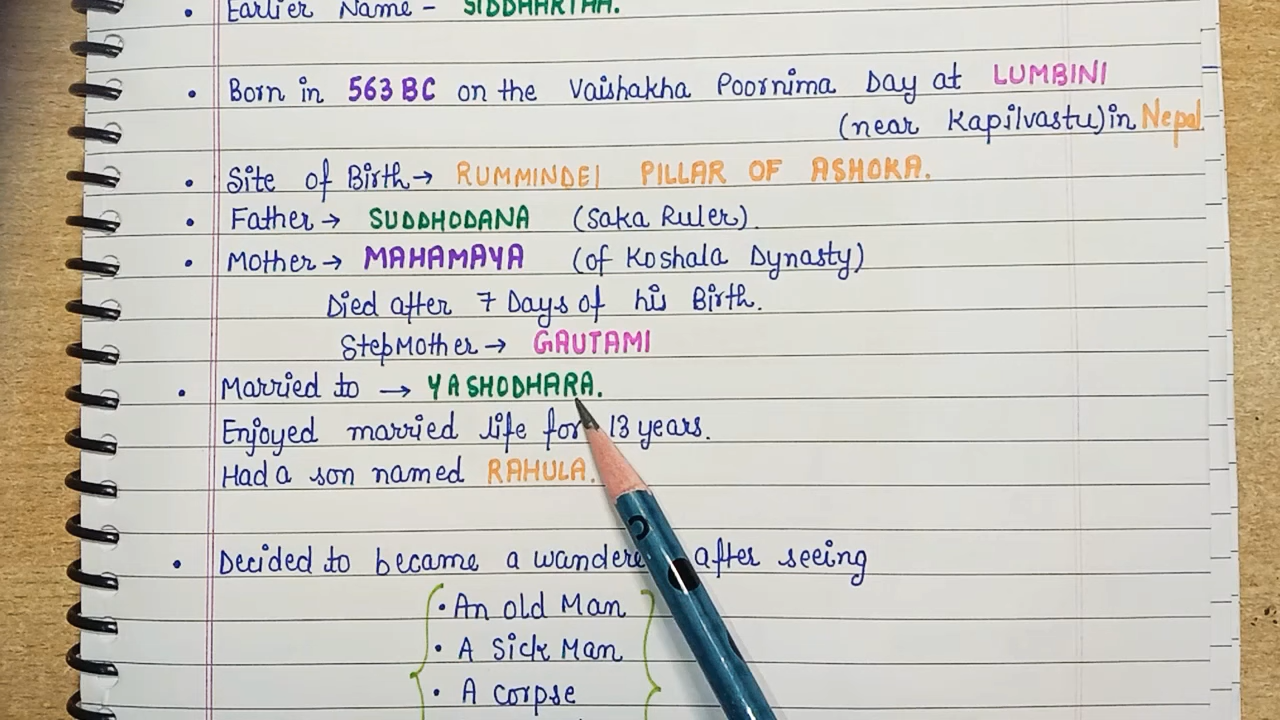 • Earlier Name - SIDDHARTHA.
• Born in 563 BC on the Vaishakha Poornima Day at LUMBINI
(near Kapilvastu) in Nepal
• Site of Birth → RUMMINDEI PILLAR OF ASHOKA.
• Father → SUDDHODANA (Saka Ruler)
• Mother → MAHAMAYA (of Koshala Dynasty)
Died after 7 Days of his Birth.
StepMother → GAUTAMI
• Married to → YASHODHARA.
Enjoyed married life for 13 years.
Had a son named RAHULA.
• Decided to became a wanderer after seeing
• An old Man
• A Sick Man
• A corpse